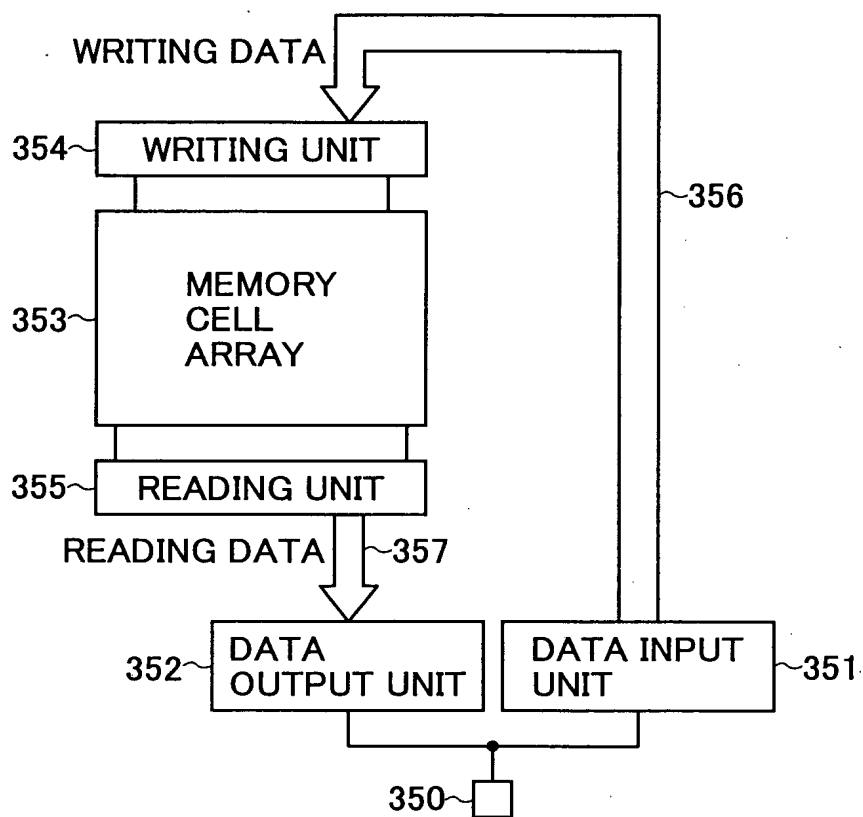 WRITING DATA
354
WRITING UNIT
356
353
MEMORY
CELL
ARRAY
355
READING UNIT
READING DATA
357
352
DATA
OUTPUT UNIT
DATA INPUT
UNIT
351
350